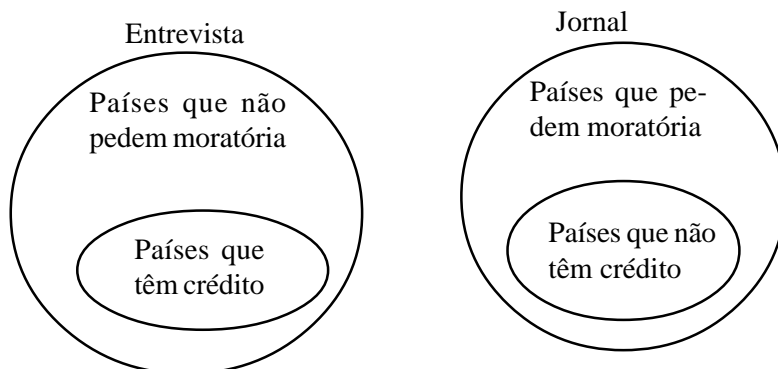 Entrevista
Países que não
pedem moratória
Países que
têm crédito
Jornal
Países que pe-
dem moratória
Países que não
têm crédito